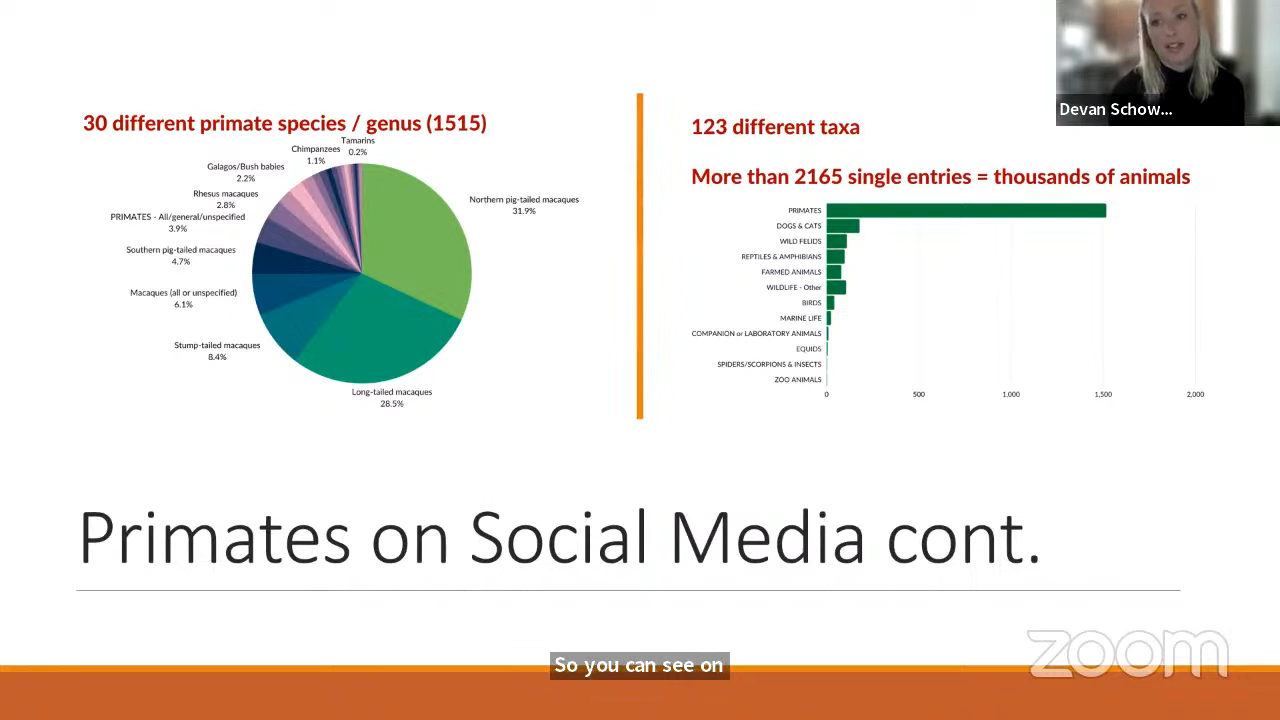 Devan Schow...
30 different primate species / genus (1515)
Tamarins
0.2%
Chimpanzees
1.1%
Galagos/Bush babies
2.2%
Rhesus macaques
2.8%
PRIMATES - All/general/unspecified
3.9%
Southern pig-tailed macaques
4.7%
Macaques (all or unspecified)
6.1%
Stump-tailed macaques
8.4%
Long-tailed macaques
28.5%
Northern pig-tailed macaques
31.9%
123 different taxa
More than 2165 single entries = thousands of animals
PRIMATES
DOGS & CATS
WILD FELIDS
REPTILES & AMPHIBIANS
FARMED ANIMALS
WILDLIFE - Other
BIRDS
MARINE LIFE
COMPANION or LABORATORY ANIMALS
EQUIDS
SPIDERS/SCORPIONS & INSECTS
ZOO ANIMALS
0 500 1,000 1,500 2,000
Primates on Social Media cont.
So you can see on
zoom